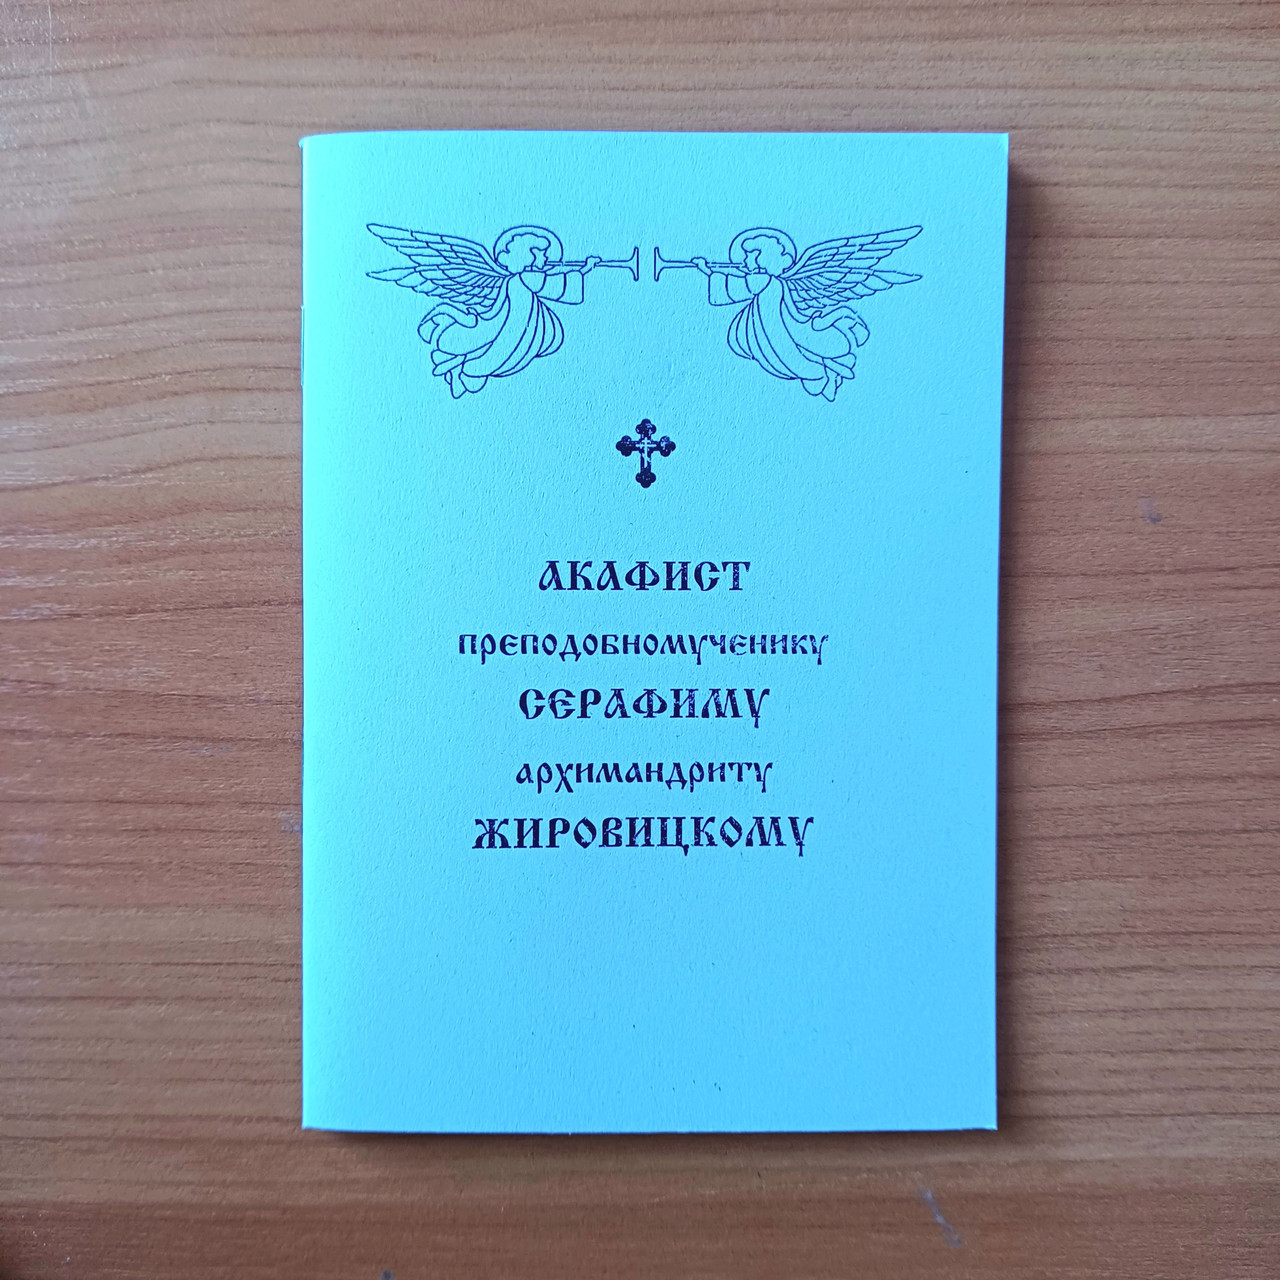 АКАФИСТ
преподобномученику
СЕРАФИМУ
архимандриту
ЖИРОВИЦКОМУ